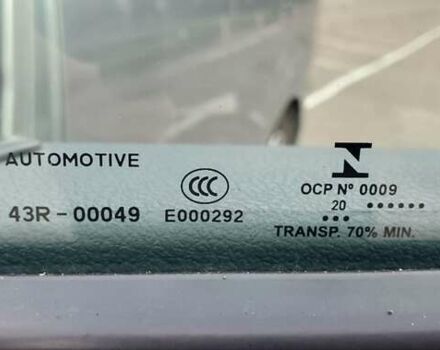 AUTOMOTIVE
43R-00049
CCC
E000292
N
OCP Nº 0009
20 ••••••
•••
TRANSP. 70% MIN.